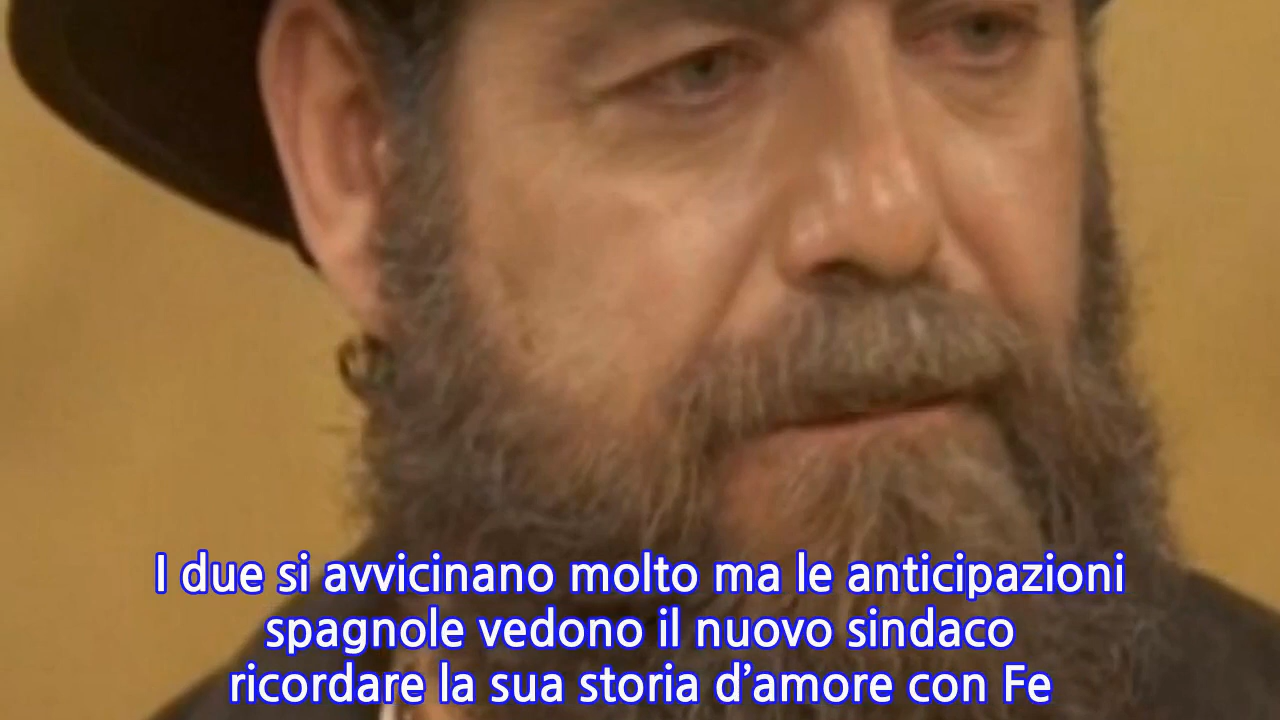 I due si avvicinano molto ma le anticipazioni
spagnole vedono il nuovo sindaco
ricordare la sua storia d’amore con Fe